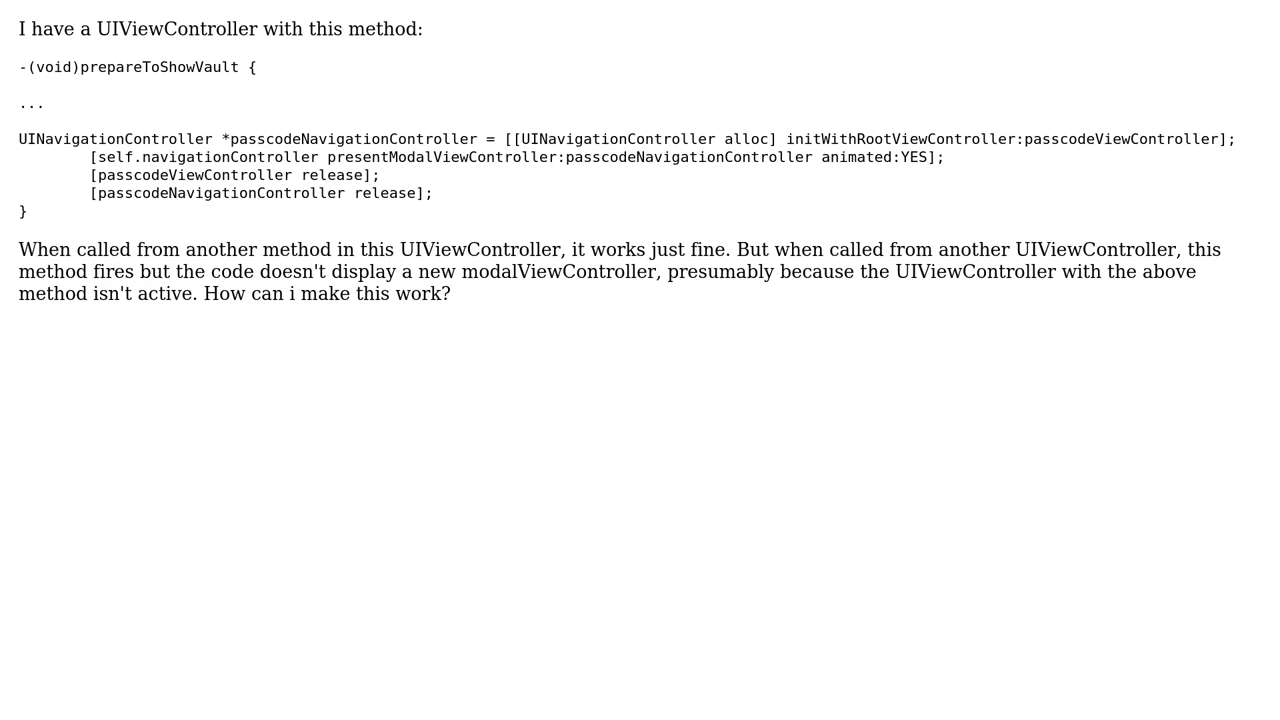 I have a UIViewController with this method:
-(void)prepareToShowVault {
...
UINavigationController *passcodeNavigationController = [[UINavigationController alloc] initWithRootViewController:passcodeViewController];
[self.navigationController presentModalViewController:passcodeNavigationController animated:YES];
[passcodeViewController release];
[passcodeNavigationController release];
}
When called from another method in this UIViewController, it works just fine. But when called from another UIViewController, this
method fires but the code doesn't display a new modalViewController, presumably because the UIViewController with the above
method isn't active. How can i make this work?